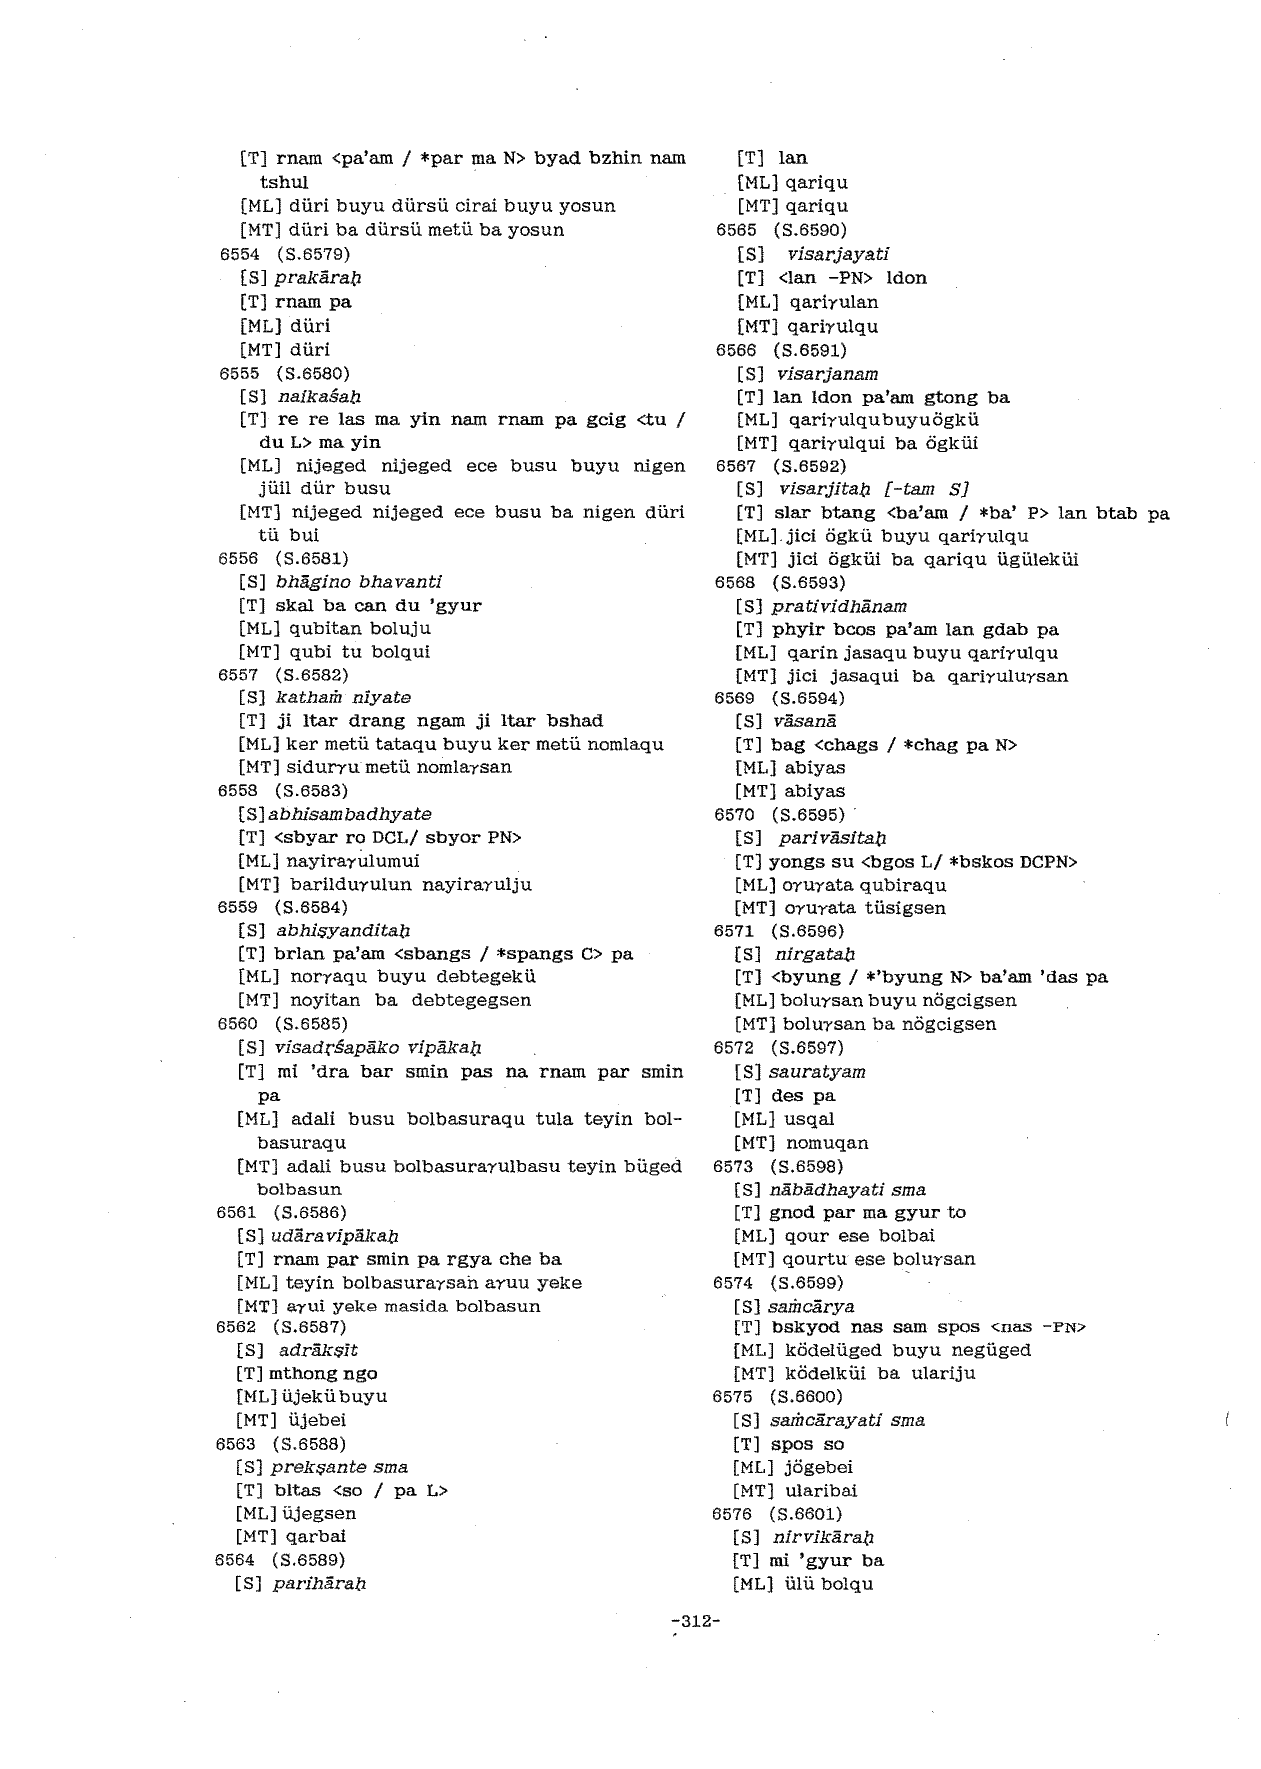 [T] rnam <pa'am / *par ma N> byad bzhin nam
tshul
[ML] düri buyu dürsü cirai buyu yosun
[MT] düri ba dürsü metü ba yosun
6554 (S.6579)
[S] prakāraḥ
[T] rnam pa
[ML] düri
[MT] düri
6555 (S.6580)
[S] naikaśaḥ
[T] re re las ma yin nam rnam pa gcig <tu /
du L> ma yin
[ML] nijeged nijeged ece busu buyu nigen
jüil dür busu
[MT] nijeged nijeged ece busu ba nigen düri
tü bui
6556 (S.6581)
[S] bhāgino bhavanti
[T] skal ba can du 'gyur
[ML] qubitan boluju
[MT] qubi tu bolqui
6557 (S.6582)
[S] kathaṁ nīyate
[T] ji ltar drang ngam ji ltar bshad
[ML] ker metü tataqu buyu ker metü nomlaqu
[MT] sidurγu metü nomlaγsan
6558 (S.6583)
[S] abhisambadhyate
[T] <sbyar ro DCL/ sbyor PN>
[ML] nayiraγulumui
[MT] barilduγulun nayiraγulju
6559 (S.6584)
[S] abhiṣyanditaḥ
[T] brlan pa'am <sbangs / *spangs C> pa
[ML] norγaqu buyu debtegekü
[MT] noyitan ba debtegegsen
6560 (S.6585)
[S] visadṛśapāko vipākaḥ
[T] mi 'dra bar smin pas na rnam par smin
pa
[ML] adali busu bolbasuraqu tula teyin bol-
basuraqu
[MT] adali busu bolbasuraγulbasu teyin büged
bolbasun
6561 (S.6586)
[S] udāravipākaḥ
[T] rnam par smin pa rgya che ba
[ML] teyin bolbasuraγsan aγuu yeke
[MT] aγui yeke masida bolbasun
6562 (S.6587)
[S] adrākṣīt
[T] mthong ngo
[ML] üjekü buyu
[MT] üjebei
6563 (S.6588)
[S] prekṣante sma
[T] bltas <so / pa L>
[ML] üjegsen
[MT] qarbai
6564 (S.6589)
[S] parihāraḥ
[T] lan
[ML] qariqu
[MT] qariqu
6565 (S.6590)
[S] visarjayati
[T] <lan -PN> ldon
[ML] qariγulan
[MT] qariγulqu
6566 (S.6591)
[S] visarjanam
[T] lan ldon pa'am gtong ba
[ML] qariγulqubuyuögkü
[MT] qariγulqui ba ögküi
6567 (S.6592)
[S] visarjitaḥ [-tam S]
[T] slar btang <ba'am / *ba' P> lan btab pa
[ML] jici ögkü buyu qariγulqu
[MT] jici ögküi ba qariqu ügüleküi
6568 (S.6593)
[S] pratividhānam
[T] phyir bcos pa'am lan gdab pa
[ML] qarin jasaqu buyu qariγulqu
[MT] jici jasaqui ba qariγuluγsan
6569 (S.6594)
[S] vāsanā
[T] bag <chags / *chag pa N>
[ML] abiyas
[MT] abiyas
6570 (S.6595)
[S] parivāsitaḥ
[T] yongs su <bgos L/ *bskos DCPN>
[ML] oγuγata qubiraqu
[MT] oγuγata tüsigsen
6571 (S.6596)
[S] nirgataḥ
[T] <byung / *'byung N> ba'am 'das pa
[ML] boluγsan buyu nögcigsen
[MT] boluγsan ba nögcigsen
6572 (S.6597)
[S] sauratyam
[T] des pa
[ML] usqal
[MT] nomuqan
6573 (S.6598)
[S] nābādhayati sma
[T] gnod par ma gyur to
[ML] qour ese bolbai
[MT] qourtu ese boluγsan
6574 (S.6599)
[S] saṁcārya
[T] bskyod nas sam spos <nas -PN>
[ML] ködelüged buyu negüged
[MT] ködelküi ba ulariju
6575 (S.6600)
[S] saṁcārayati sma
[T] spos so
[ML] jögebei
[MT] ularibai
6576 (S.6601)
[S] nirvikāraḥ
[T] mi 'gyur ba
[ML] ülü bolqu
-312-